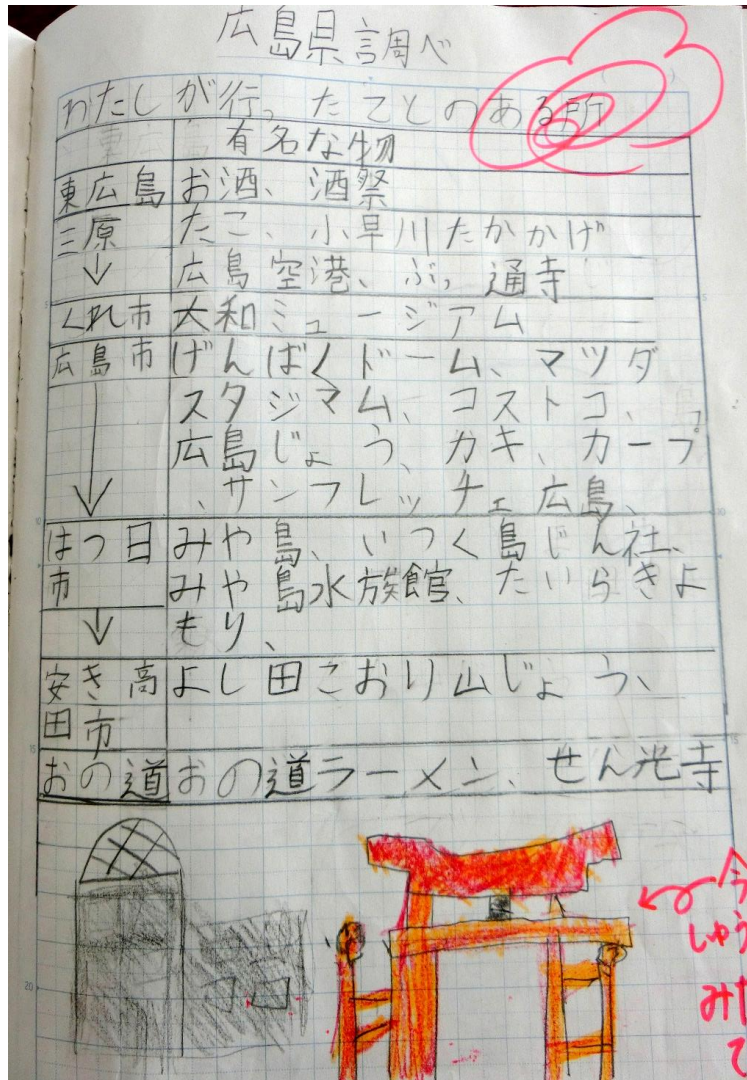 広島県調べ
わたしが行ったことのある所
有名な物
東広島 お酒、酒祭
三原 たこ、小早川たかかげ
↓ 広島空港、ぶっ通寺
くれ市 大和ミュージアム
広島市 げんばくドーム、マツダ
スタジアム、コストコ、
広島じょう、カキ、カープ
、サンフレッチェ広島、
はつ日 みや島、いつく島じん社、
市 みや島水族館、たいらきよ
↓ もり、
安き高 よし田こおり山じょう、
田市
おの道 おの道ラーメン、せん光寺
今
しゅう
み
て